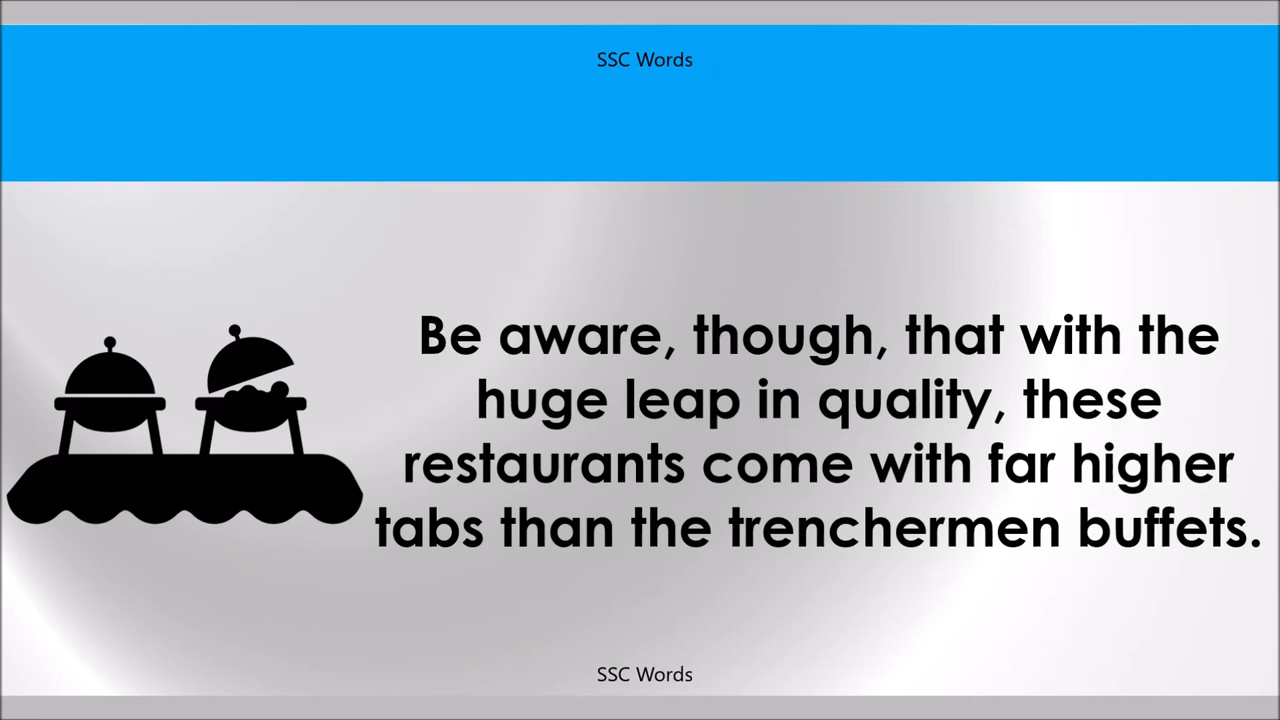 SSC Words
Be aware, though, that with the
huge leap in quality, these
restaurants come with far higher
tabs than the trenchermen buffets.
SSC Words